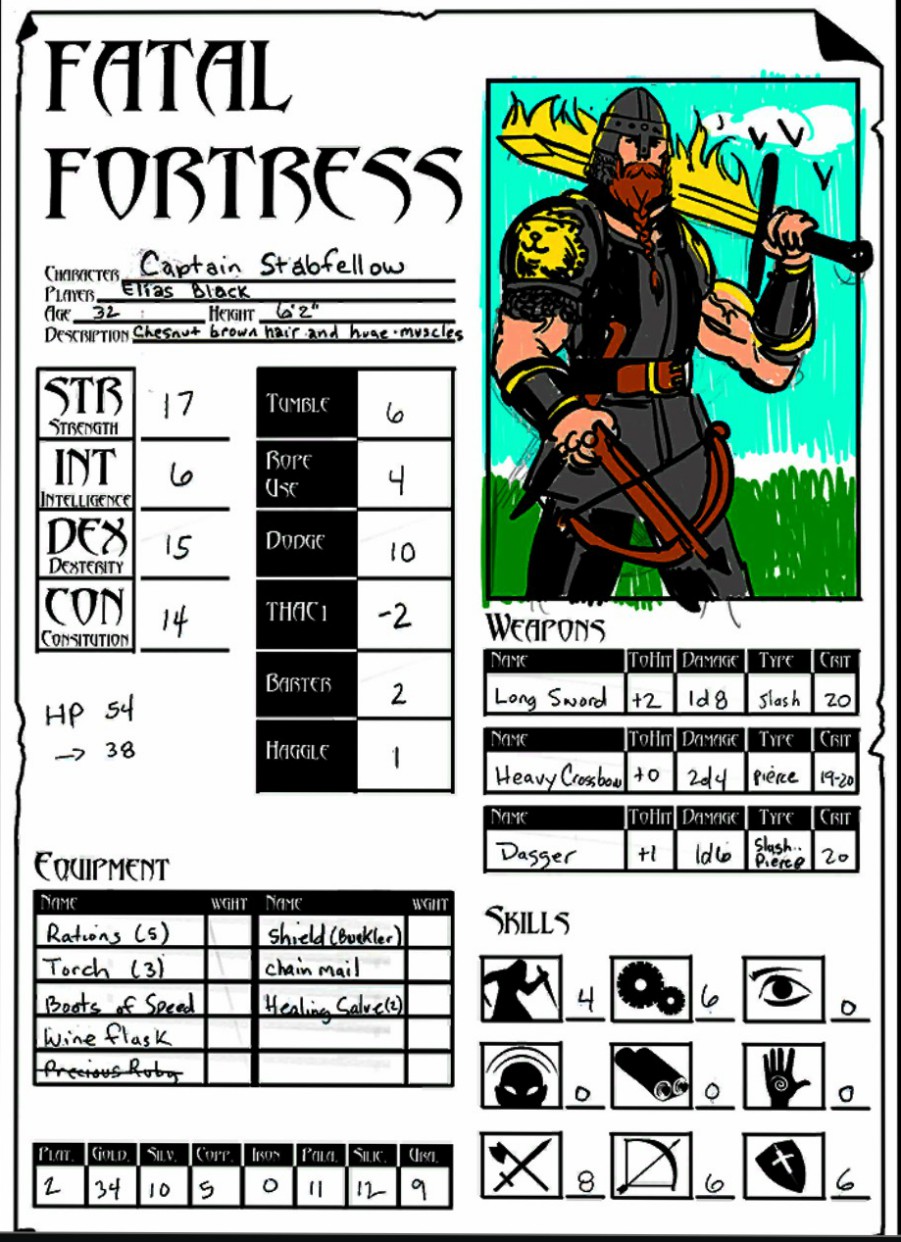 FATAL
FORTRESS
CHARACTER Captain Stabfellow
PLAYER Elias Black
AGE 32 HEIGHT 6'2"
DESCRIPTION Chesnut brown hair and huge muscles
STR
STRENGTH
17
INT
INTELLIGENCE
6
DEX
DEXTERITY
15
CON
CONSITUTION
14
HP 54
→ 38
TUMBLE 6
ROPE
USE
4
DODGE 10
THAC1 -2
BARTER 2
HAGGLE 1
WEAPONS
NAME TOHIT DAMAGE TYPE CRIT
Long Sword +2 1d8 slash 20
NAME TOHIT DAMAGE TYPE CRIT
Heavy Crossbow +0 2d4 pierce 19-20
NAME TOHIT DAMAGE TYPE CRIT
Dagger +1 1d6 Slash.. Pierce 20
EQUIPMENT
NAME WGHT NAME WGHT
Rations (5) Shield (Buckler)
Torch (3) chain mail
Boots of Speed Healing Salve (2)
Wine flask
Precious Ruby
PLAT. GOLD. SILV. COPP. IRON PALA. SILIC. URA.
2 34 10 5 0 11 12 9
SKILLS
4 6 0
0 0 0
8 6 6